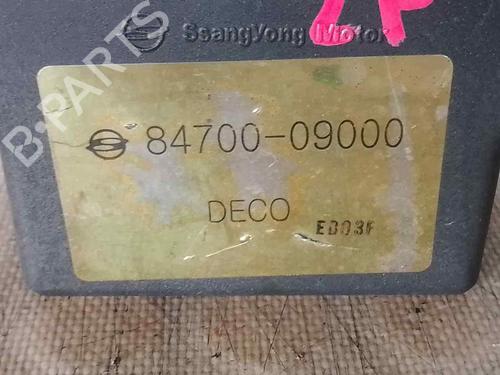 SsangYong Motor
84700-09000
DECO
EB03F
B-PARTS